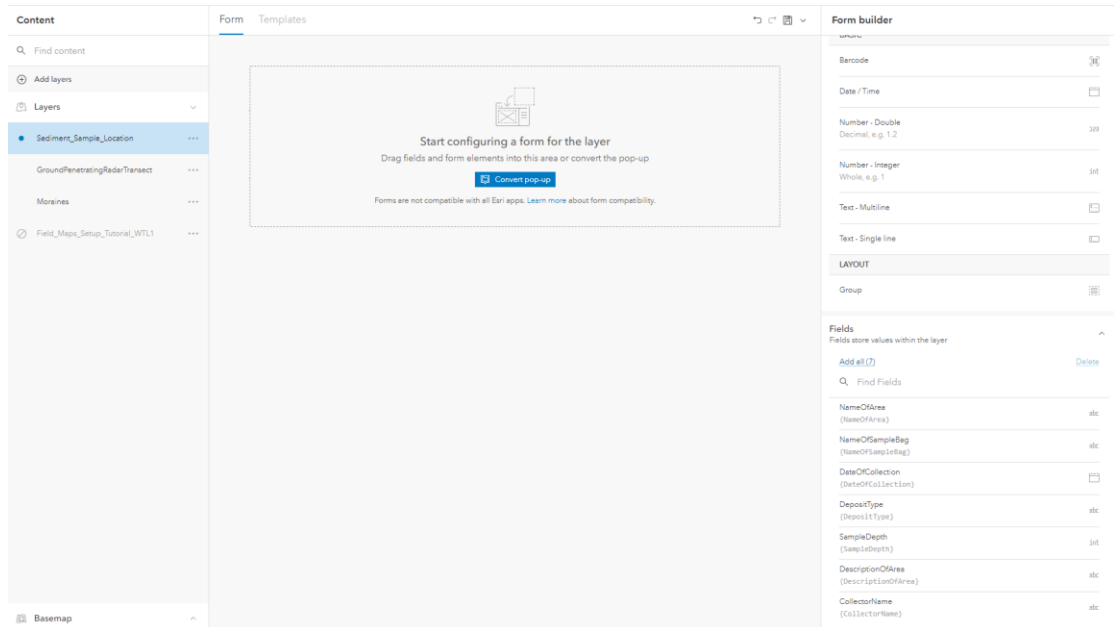 Content
Find content
Add layers
Layers
Sediment_Sample_Location
GroundPenetratingRadarTransect
Moraines
Field_Maps_Setup_Tutorial_WTL1
Basemap
Form Templates
Start configuring a form for the layer
Drag fields and form elements into this area or convert the pop-up
Convert pop-up
Forms are not compatible with all Esri apps. Learn more about form compatibility.
Form builder
BASIC
Barcode
Date / Time
Number - Double
Decimal, e.g. 1.2
Number - Integer
Whole, e.g. 1
int
Text - Multiline
Text - Single line
LAYOUT
Group
Fields
Fields store values within the layer
Add all (7) Delete
Find Fields
NameOfArea
{NameOfArea}
abc
NameOfSampleBag
{NameOfSampleBag}
abc
DateOfCollection
{DateOfCollection}
DepositType
{DepositType}
abc
SampleDepth
{SampleDepth}
int
DescriptionOfArea
{DescriptionOfArea}
abc
CollectorName
{CollectorName}
abc